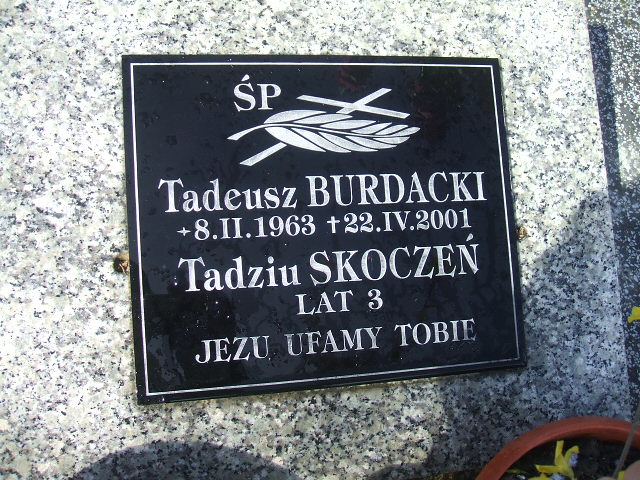 ŚP
Tadeusz BURDACKI
*8.II.1963 †22.IV.2001
Tadziu SKOCZEŃ
LAT 3
JEZU UFAMY TOBIE